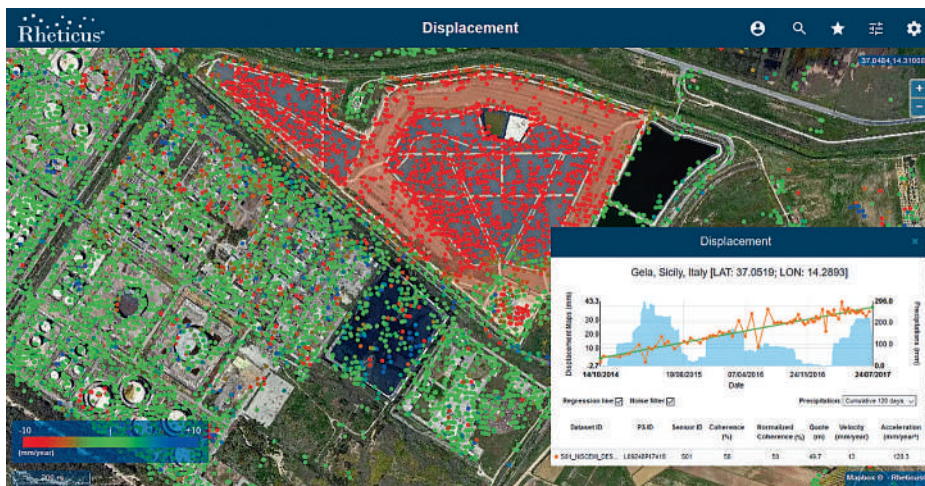 Rheticus
Displacement
37.0484,14.31008
+
−
Displacement
×
Gela, Sicily, Italy [LAT: 37.0519; LON: 14.2893]
Displacement Maps (mm)
43.3
30.0
20.0
10.0
-2.7
296.0
200.0
100.0
0.0
Precipitations (mm)
14/10/2014 19/08/2015 07/04/2016 24/11/2016 24/07/2017
Date
Regression line Noise filter Precipitation: Cumulative 120 days
Dataset ID PS ID Sensor ID Coherence (%) Normalized Coherence (%) Quote (m) Velocity (mm/year) Acceleration (mm/year²)
S01 49.7 13
-10 +10
(mm/year)
Mapbox © - Rheticus